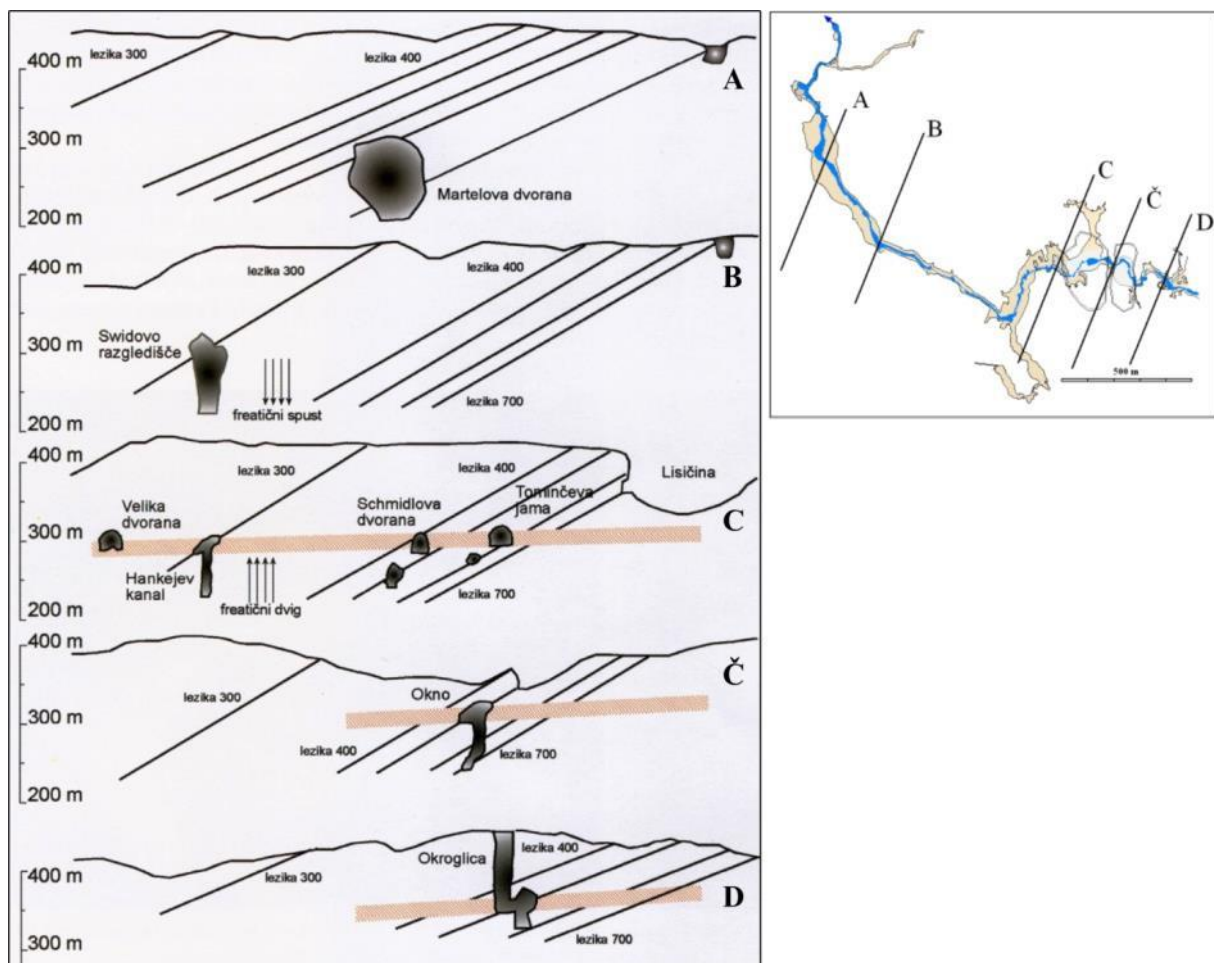 400 m
300 m
200 m
lezika 300
lezika 400
A
Martelova dvorana
400 m
300 m
200 m
lezika 300
lezika 400
B
Swidovo
razgledišče
freatični spust
lezika 700
400 m
300 m
200 m
lezika 300
lezika 400
Lisičina
Velika
dvorana
Schmidlova
dvorana
Tominčeva
jama
C
Hankejev
kanal
freatični dvig
lezika 700
400 m
300 m
200 m
Č
lezika 300
Okno
lezika 400
lezika 700
400 m
300 m
Okroglica
lezika 400
lezika 300
D
lezika 700
A
B
C
Č
D
500 m